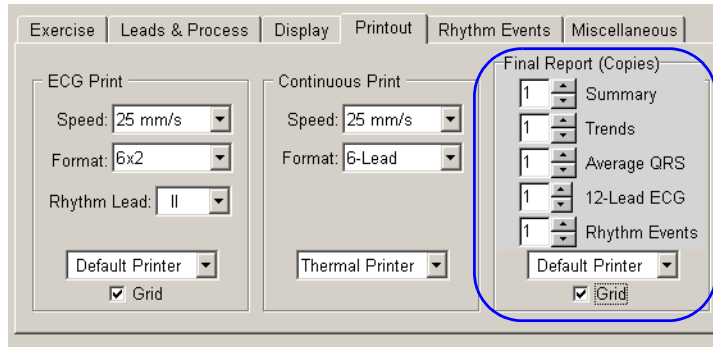 Exercise
Leads & Process
Display
Printout
Rhythm Events
Miscellaneous
ECG Print
Speed: 25 mm/s
Format: 6x2
Rhythm Lead: II
Default Printer
Grid
Continuous Print
Speed: 25 mm/s
Format: 6-Lead
Thermal Printer
Final Report (Copies)
1 Summary
1 Trends
1 Average QRS
1 12-Lead ECG
1 Rhythm Events
Default Printer
Grid